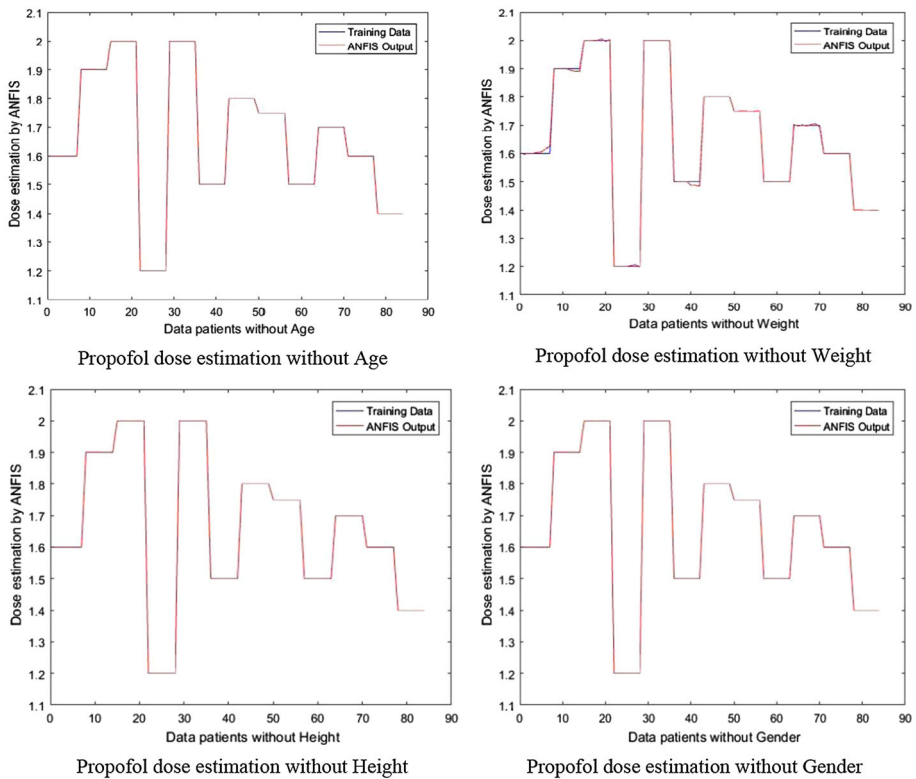 2.1
2
1.9
1.8
1.7
1.6
1.5
1.4
1.3
1.2
1.1
Dose estimation by ANFIS
Training Data
ANFIS Output
0 10 20 30 40 50 60 70 80 90
Data patients without Age
Propofol dose estimation without Age
2.1
2
1.9
1.8
1.7
1.6
1.5
1.4
1.3
1.2
1.1
Dose estimation by ANFIS
Training Data
ANFIS Output
0 10 20 30 40 50 60 70 80 90
Data patients without Weight
Propofol dose estimation without Weight
2.1
2
1.9
1.8
1.7
1.6
1.5
1.4
1.3
1.2
1.1
Dose estimation by ANFIS
Training Data
ANFIS Output
0 10 20 30 40 50 60 70 80 90
Data patients without Height
Propofol dose estimation without Height
2.1
2
1.9
1.8
1.7
1.6
1.5
1.4
1.3
1.2
1.1
Dose estimation by ANFIS
Training Data
ANFIS Output
0 10 20 30 40 50 60 70 80 90
Data patients without Gender
Propofol dose estimation without Gender